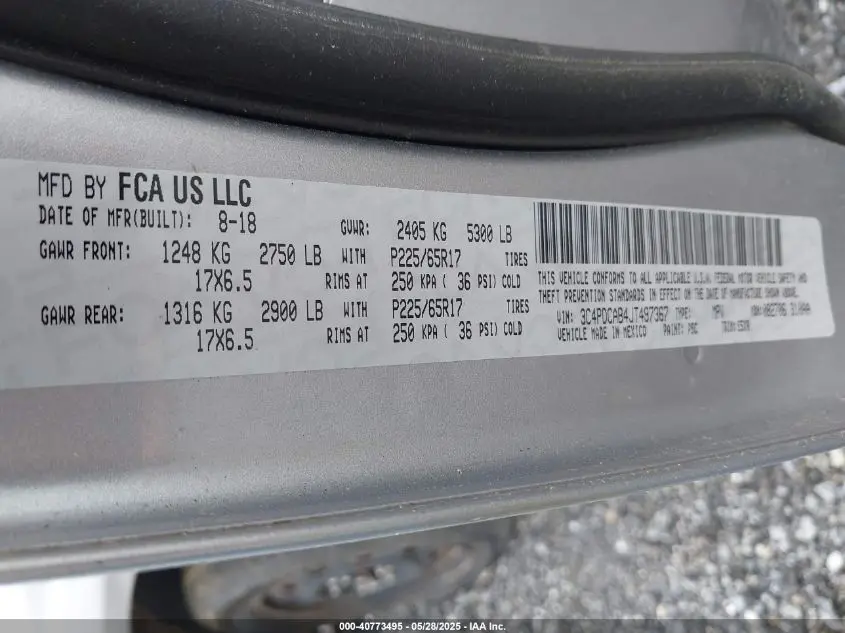 MFD BY FCA US LLC
DATE OF MFR(BUILT): 8-18 GVWR: 2405 KG 5300 LB
GAWR FRONT: 1248 KG 2750 LB WITH P225/65R17 TIRES
17X6.5 RIMS AT 250 KPA ( 36 PSI) COLD
GAWR REAR: 1316 KG 2900 LB WITH P225/65R17 TIRES
17X6.5 RIMS AT 250 KPA ( 36 PSI) COLD
THIS VEHICLE CONFORMS TO ALL APPLICABLE U.S.A. FEDERAL MOTOR VEHICLE SAFETY AND
THEFT PREVENTION STANDARDS IN EFFECT ON THE DATE OF MANUFACTURE SHOWN ABOVE.
VIN: 3C4PDCAB4JT497367 TYPE: MPV
VEHICLE MADE IN MEXICO PAINT: TRIM:
000-40773495 - 05/28/2025 - IAA Inc.